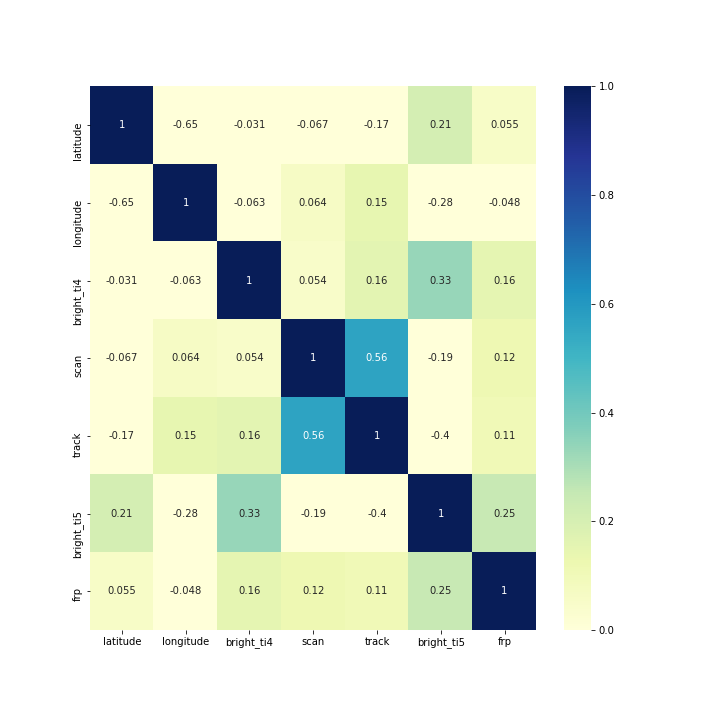 latitude 1 -0.65 -0.031 -0.067 -0.17 0.21 0.055
longitude -0.65 1 -0.063 0.064 0.15 -0.28 -0.048
bright_ti4 -0.031 -0.063 1 0.054 0.16 0.33 0.16
scan -0.067 0.064 0.054 1 0.56 -0.19 0.12
track -0.17 0.15 0.16 0.56 1 -0.4 0.11
bright_ti5 0.21 -0.28 0.33 -0.19 -0.4 1 0.25
frp 0.055 -0.048 0.16 0.12 0.11 0.25 1
latitude longitude bright_ti4 scan track bright_ti5 frp
1.0
0.8
0.6
0.4
0.2
0.0